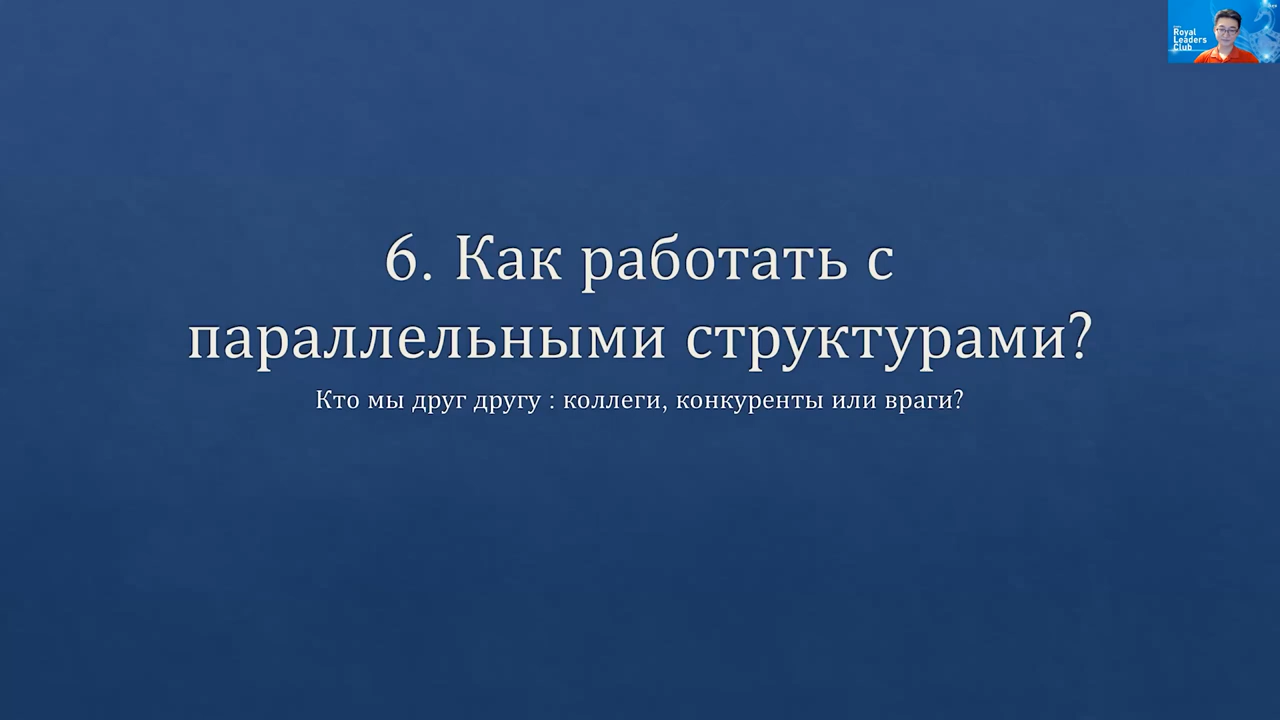 Royal
Leaders
Club
6. Как работать с
параллельными структурами?
Кто мы друг другу : коллеги, конкуренты или враги?